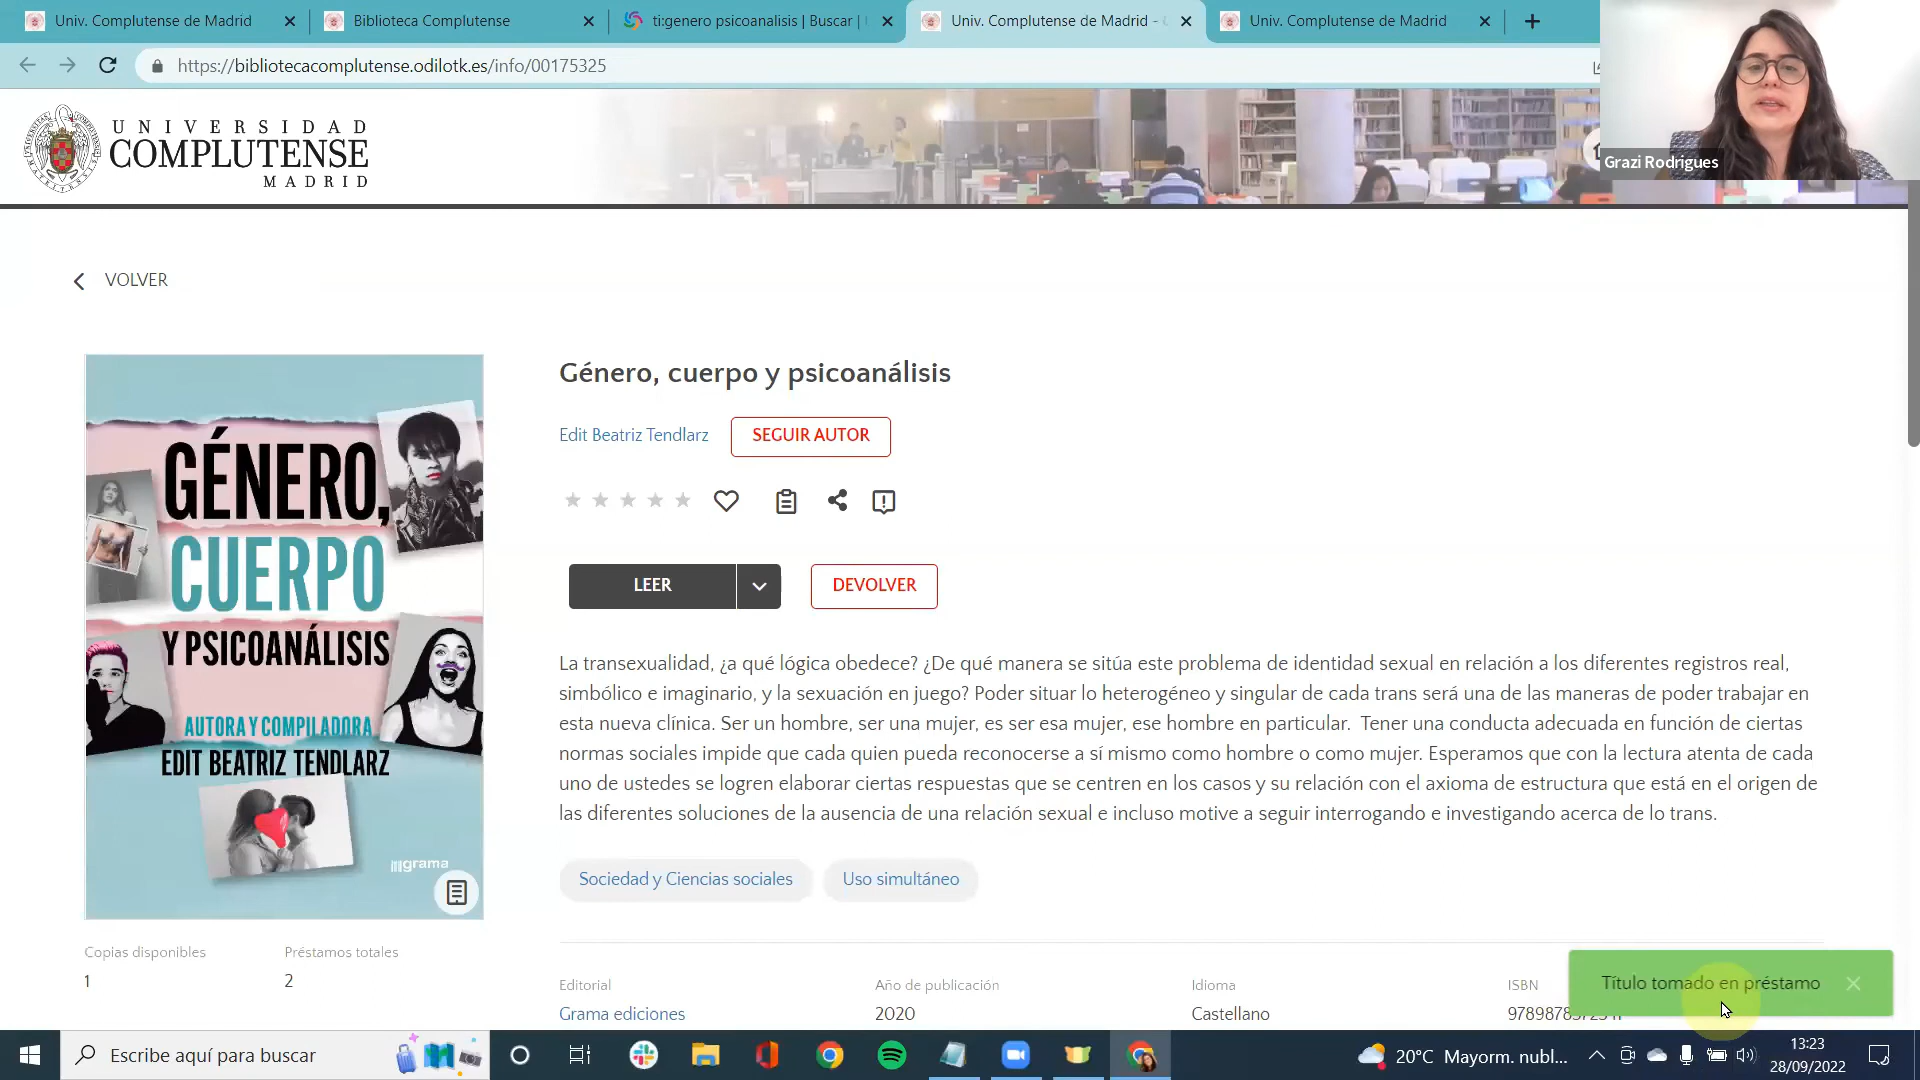 Univ. Complutense de Madrid
Biblioteca Complutense
ti:genero psicoanalisis | Buscar |
Univ. Complutense de Madrid -
Univ. Complutense de Madrid
https://bibliotecacomplutense.odilotk.es/info/00175325
UNIVERSIDAD
COMPLUTENSE
MADRID
Grazi Rodrigues
VOLVER
Género, cuerpo y psicoanálisis
Edit Beatriz Tendlarz
SEGUIR AUTOR
LEER
DEVOLVER
GÉNERO,
CUERPO
Y PSICOANÁLISIS
AUTORA Y COMPILADORA
EDIT BEATRIZ TENDLARZ
grama
La transexualidad, ¿a qué lógica obedece? ¿De qué manera se sitúa este problema de identidad sexual en relación a los diferentes registros real,
simbólico e imaginario, y la sexuación en juego? Poder situar lo heterogéneo y singular de cada trans será una de las maneras de poder trabajar en
esta nueva clínica. Ser un hombre, ser una mujer, es ser esa mujer, ese hombre en particular. Tener una conducta adecuada en función de ciertas
normas sociales impide que cada quien pueda reconocerse a sí mismo como hombre o como mujer. Esperamos que con la lectura atenta de cada
uno de ustedes se logren elaborar ciertas respuestas que se centren en los casos y su relación con el axioma de estructura que está en el origen de
las diferentes soluciones de la ausencia de una relación sexual e incluso motive a seguir interrogando e investigando acerca de lo trans.
Sociedad y Ciencias sociales
Uso simultáneo
Copias disponibles
1
Préstamos totales
2
Editorial
Grama ediciones
Año de publicación
2020
Idioma
Castellano
ISBN
Título tomado en préstamo
Escribe aquí para buscar
20°C Mayorm. nubl...
13:23
28/09/2022